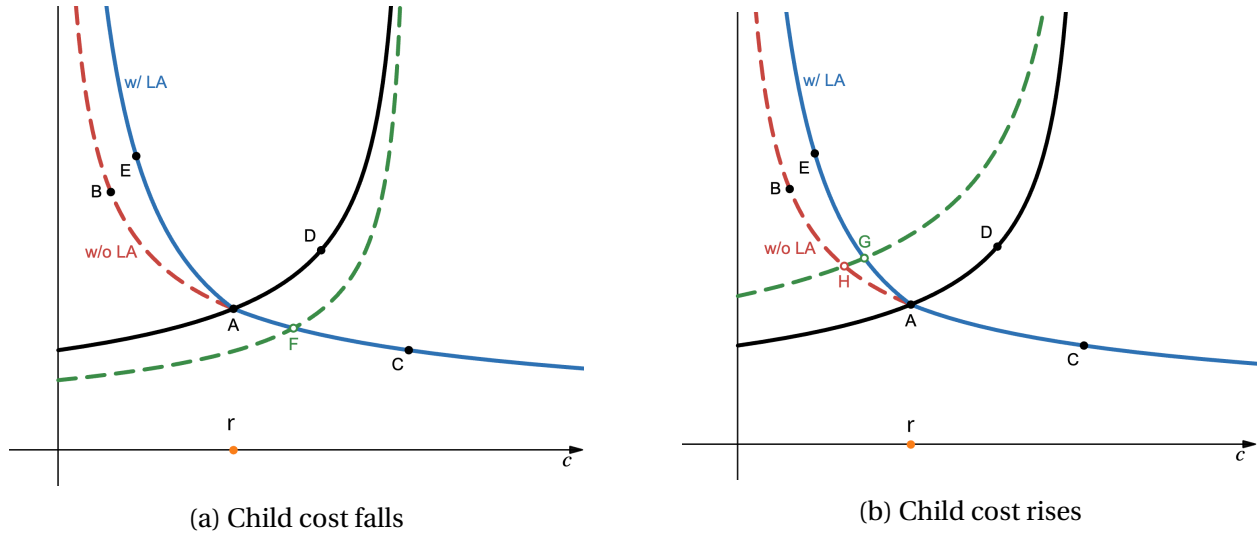 w/ LA
E
B
w/o LA
D
A
F
C
r
c
(a) Child cost falls
w/ LA
E
B
w/o LA
G
H
D
A
C
r
c
(b) Child cost rises